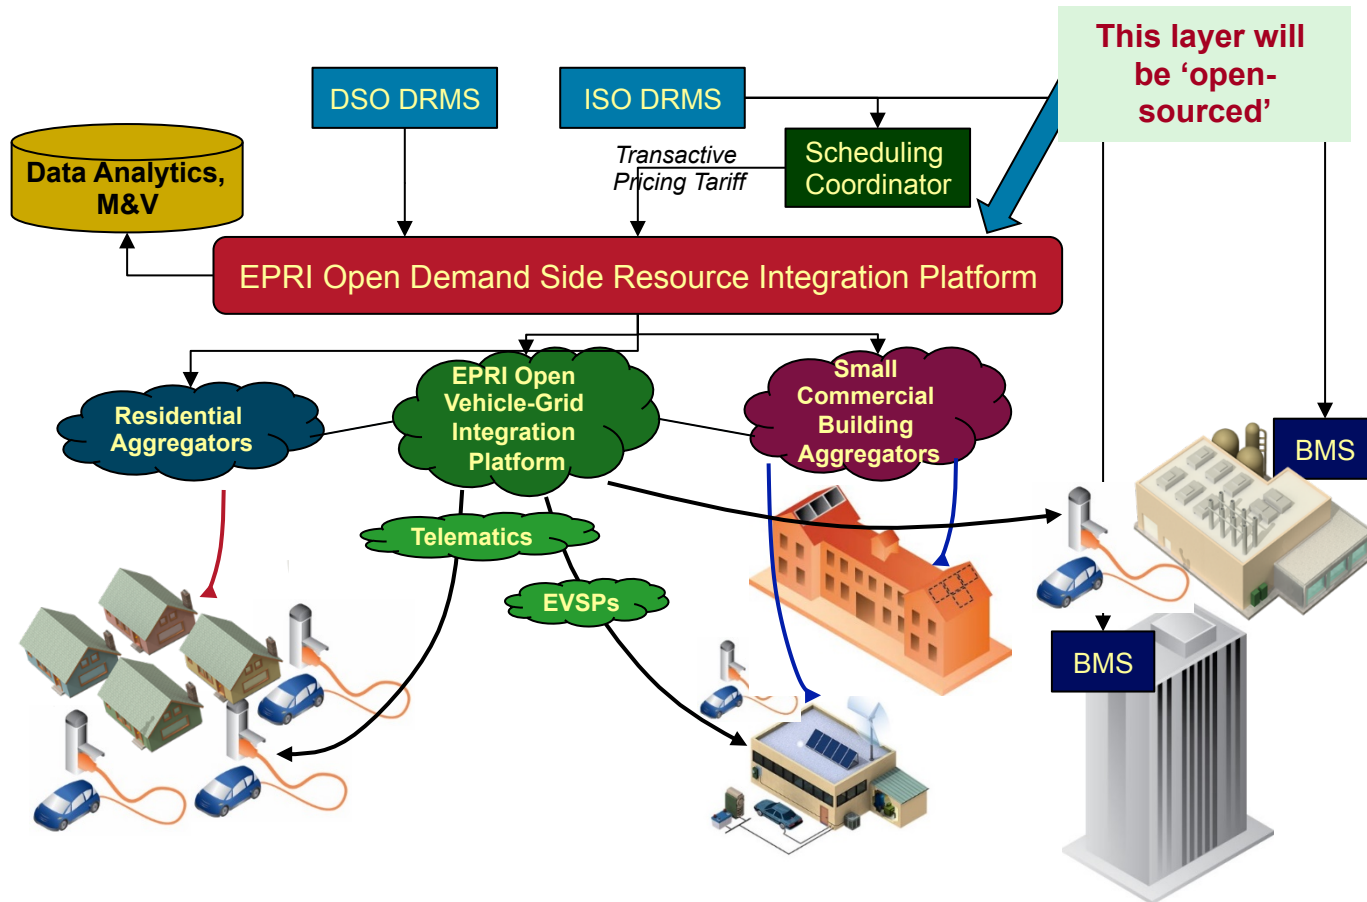 This layer will
be ‘open-
sourced’
DSO DRMS
ISO DRMS
Transactive
Pricing Tariff
Scheduling
Coordinator
Data Analytics,
M&V
EPRI Open Demand Side Resource Integration Platform
Residential
Aggregators
EPRI Open
Vehicle-Grid
Integration
Platform
Small
Commercial
Building
Aggregators
BMS
Telematics
EVSPs
BMS